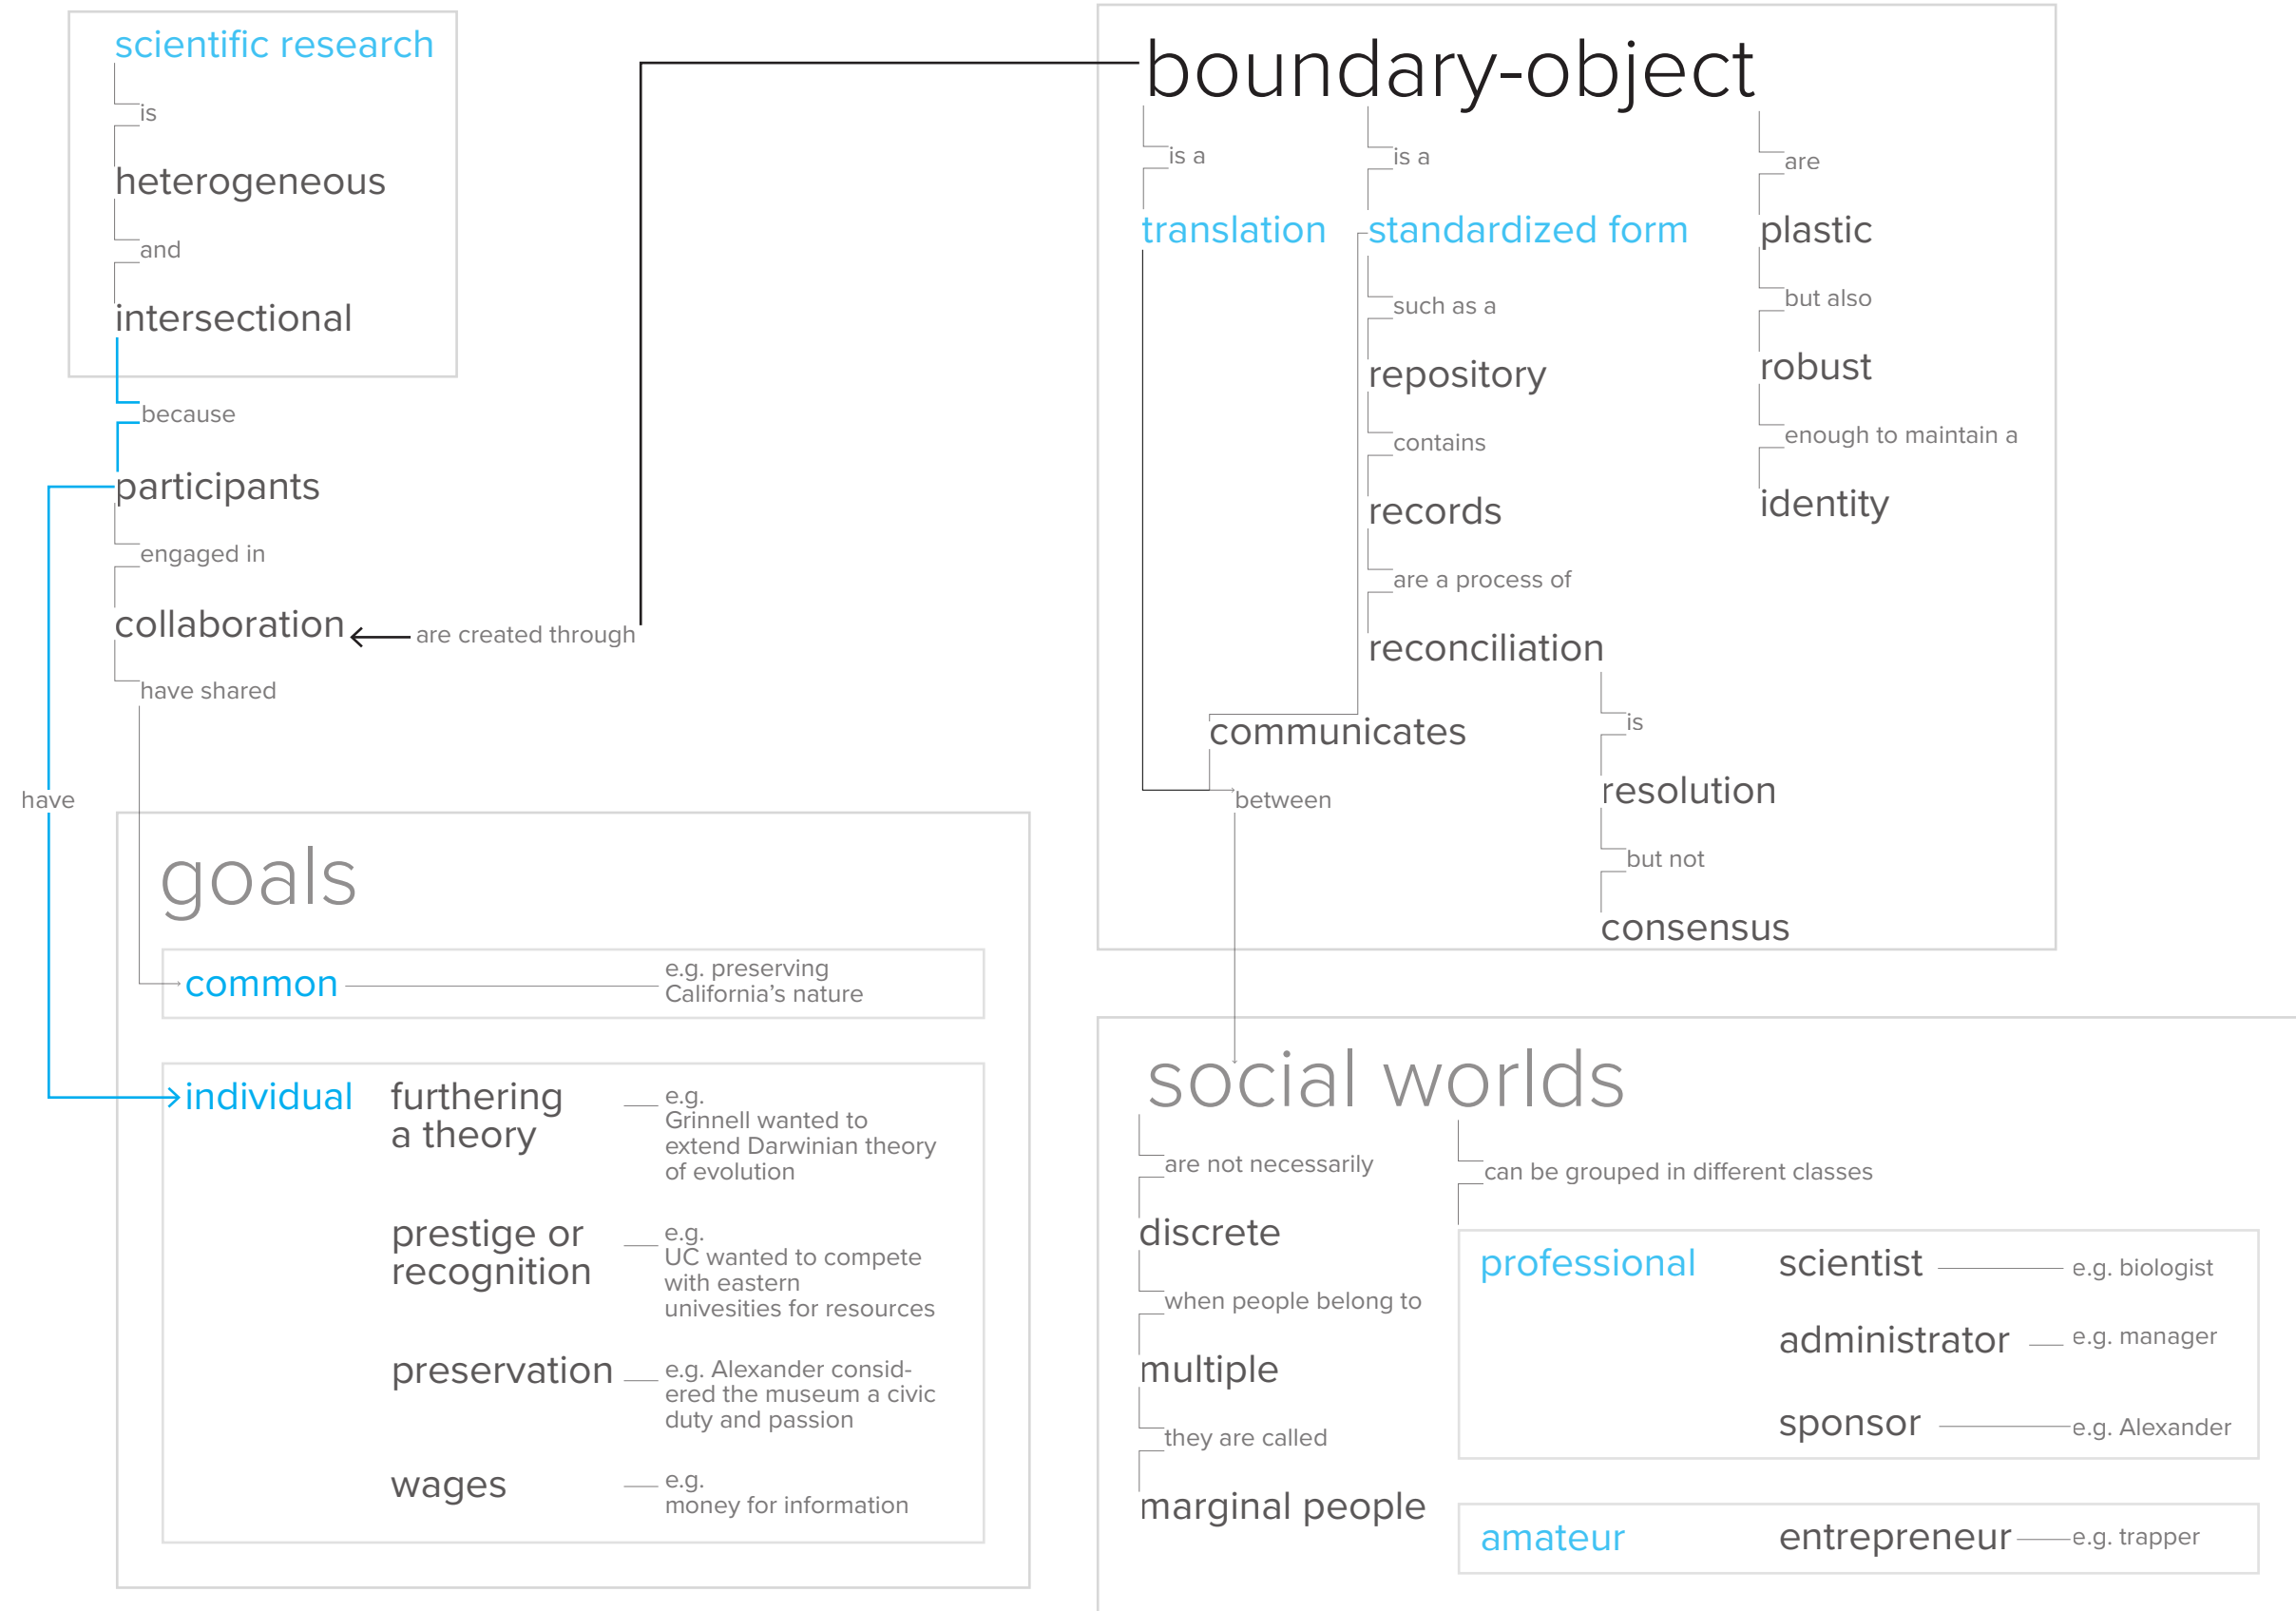 scientific research
is
heterogeneous
and
intersectional
because
participants
engaged in
collaboration
are created through
have shared
have
goals
common
e.g. preserving
California's nature
individual
furthering
a theory
e.g.
Grinnell wanted to
extend Darwinian theory
of evolution
prestige or
recognition
e.g.
UC wanted to compete
with eastern
univesities for resources
preservation
e.g. Alexander consid-
ered the museum a civic
duty and passion
wages
e.g.
money for information
boundary-object
is a
translation
is a
standardized form
such as a
repository
contains
records
are a process of
reconciliation
is
resolution
but not
consensus
are
plastic
but also
robust
enough to maintain a
identity
communicates
between
social worlds
are not necessarily
discrete
when people belong to
multiple
they are called
marginal people
can be grouped in different classes
professional
scientist
e.g. biologist
administrator
e.g. manager
sponsor
e.g. Alexander
amateur
entrepreneur
e.g. trapper